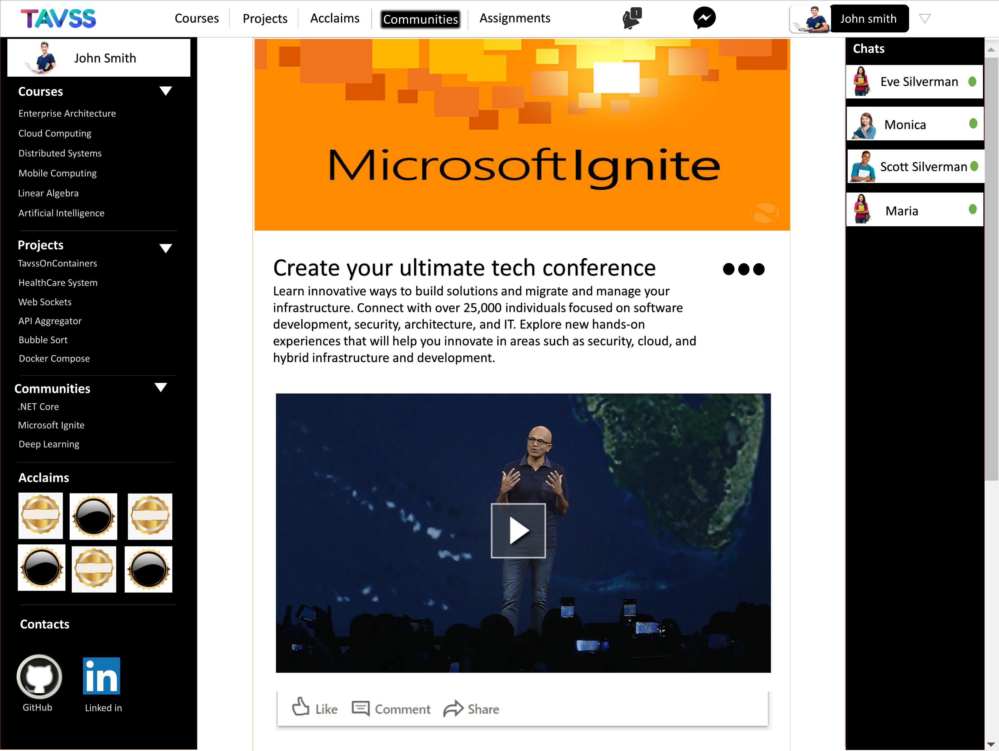 TAVSS
Courses
Projects
Acclaims
Communities
Assignments
1
John smith
John Smith
Courses
Enterprise Architecture
Cloud Computing
Distributed Systems
Mobile Computing
Linear Algebra
Artificial Intelligence
Projects
TavssOnContainers
HealthCare System
Web Sockets
API Aggregator
Bubble Sort
Docker Compose
Communities
.NET Core
Microsoft Ignite
Deep Learning
Acclaims
Contacts
in
GitHub
Linked in
MicrosoftIgnite
Create your ultimate tech conference
Learn innovative ways to build solutions and migrate and manage your
infrastructure. Connect with over 25,000 individuals focused on software
development, security, architecture, and IT. Explore new hands-on
experiences that will help you innovate in areas such as security, cloud, and
hybrid infrastructure and development.
Like
Comment
Share
Chats
Eve Silverman
Monica
Scott Silverman
Maria